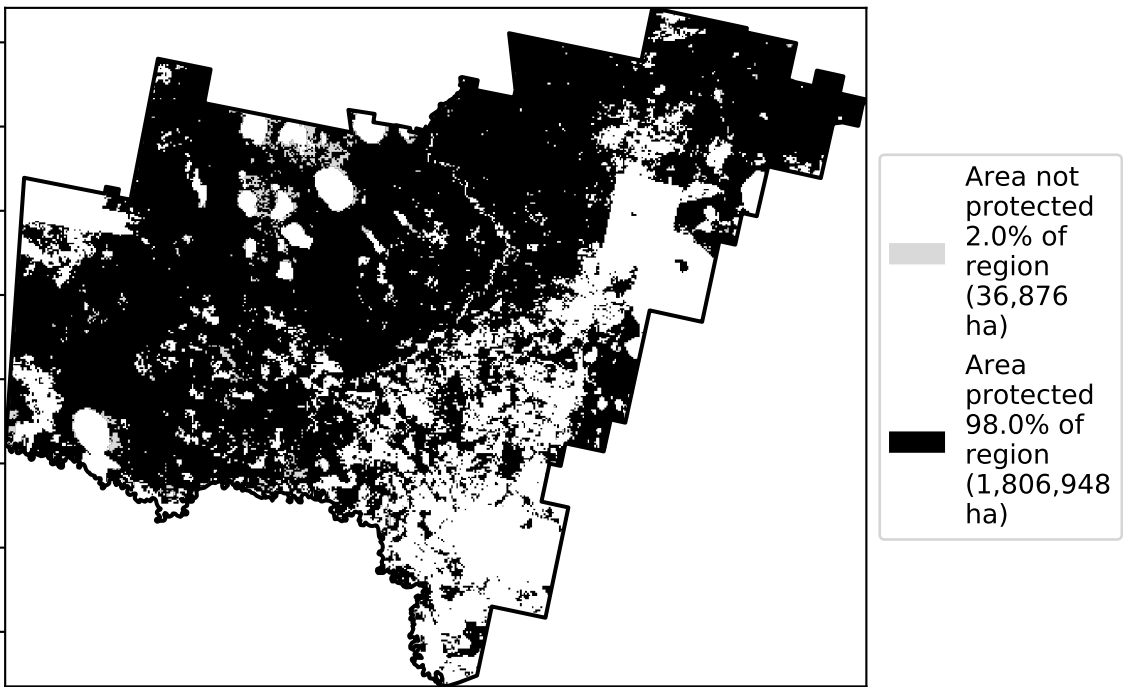 Area not
protected
2.0% of
region
(36,876
ha)
Area
protected
98.0% of
region
(1,806,948
ha)